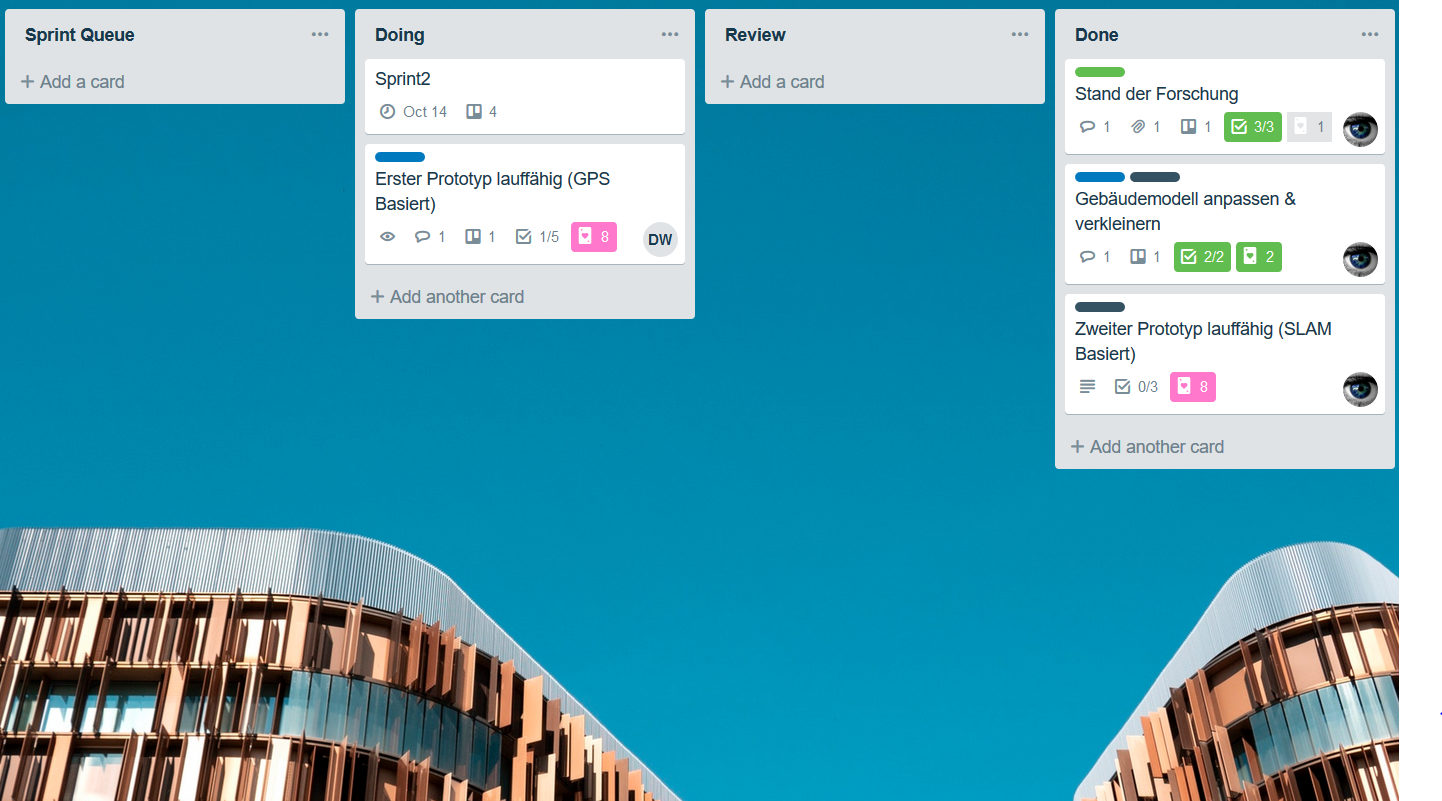 Sprint Queue
+ Add a card
Doing
Sprint2
Oct 14 4
Erster Prototyp lauffähig (GPS
Basiert)
1 1 1/5 8 DW
+ Add another card
Review
+ Add a card
Done
Stand der Forschung
1 1 1 3/3 1
Gebäudemodell anpassen &
verkleinern
1 1 2/2 2
Zweiter Prototyp lauffähig (SLAM
Basiert)
0/3 8
+ Add another card